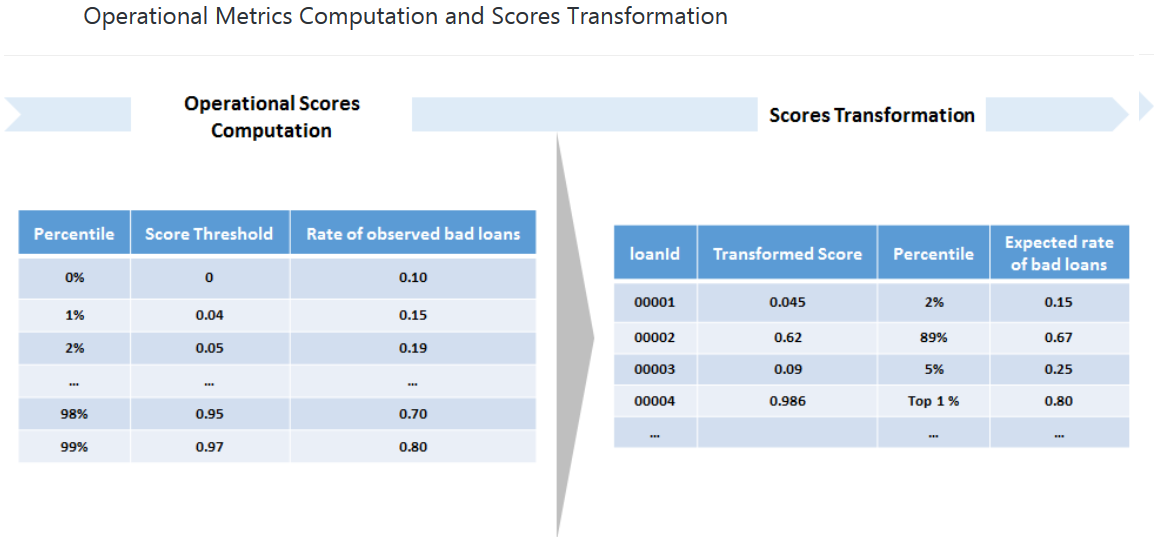 Operational Metrics Computation and Scores Transformation
Operational Scores
Computation
Scores Transformation
Percentile Score Threshold Rate of observed bad loans
0% 0 0.10
1% 0.04 0.15
2% 0.05 0.19
... ... ...
98% 0.95 0.70
99% 0.97 0.80
loanId Transformed Score Percentile Expected rate
of bad loans
00001 0.045 2% 0.15
00002 0.62 89% 0.67
00003 0.09 5% 0.25
00004 0.986 Top 1 % 0.80
... ... ...